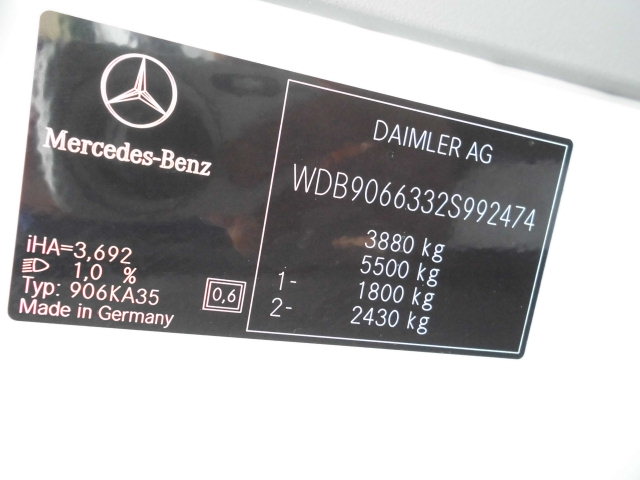 Mercedes-Benz
iHA=3,692
1,0 %
Typ: 906KA35
Made in Germany
0,6
DAIMLER AG
WDB9066332S992474
3880 kg
5500 kg
1- 1800 kg
2- 2430 kg